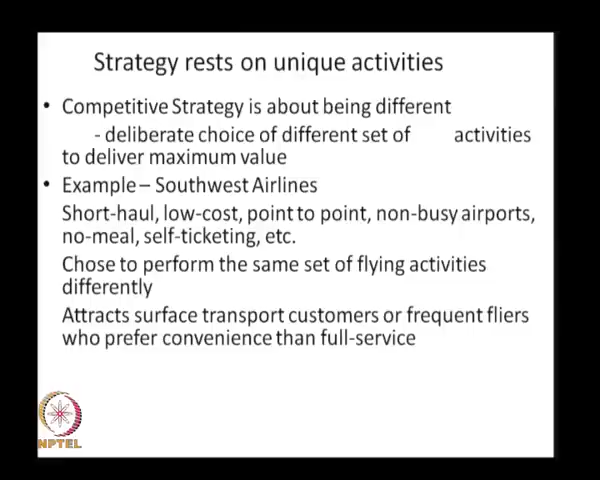 Strategy rests on unique activities
• Competitive Strategy is about being different
- deliberate choice of different set of activities
to deliver maximum value
• Example – Southwest Airlines
Short-haul, low-cost, point to point, non-busy airports,
no-meal, self-ticketing, etc.
Chose to perform the same set of flying activities
differently
Attracts surface transport customers or frequent fliers
who prefer convenience than full-service
NPTEL